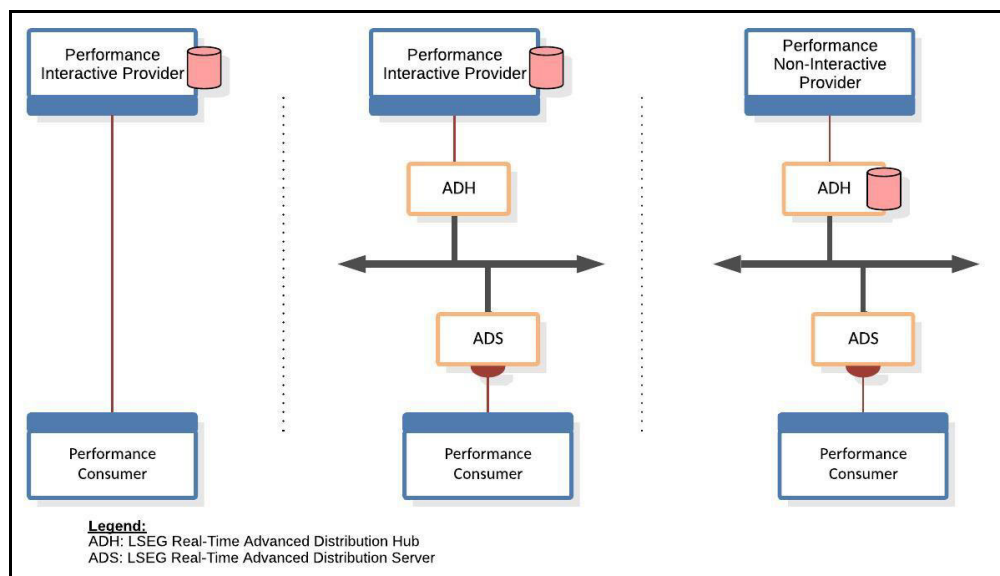 Performance
Interactive Provider
Performance
Interactive Provider
Performance
Non-Interactive
Provider
ADH
ADH
ADS
ADS
Performance
Consumer
Performance
Consumer
Performance
Consumer
Legend:
ADH: LSEG Real-Time Advanced Distribution Hub
ADS: LSEG Real-Time Advanced Distribution Server